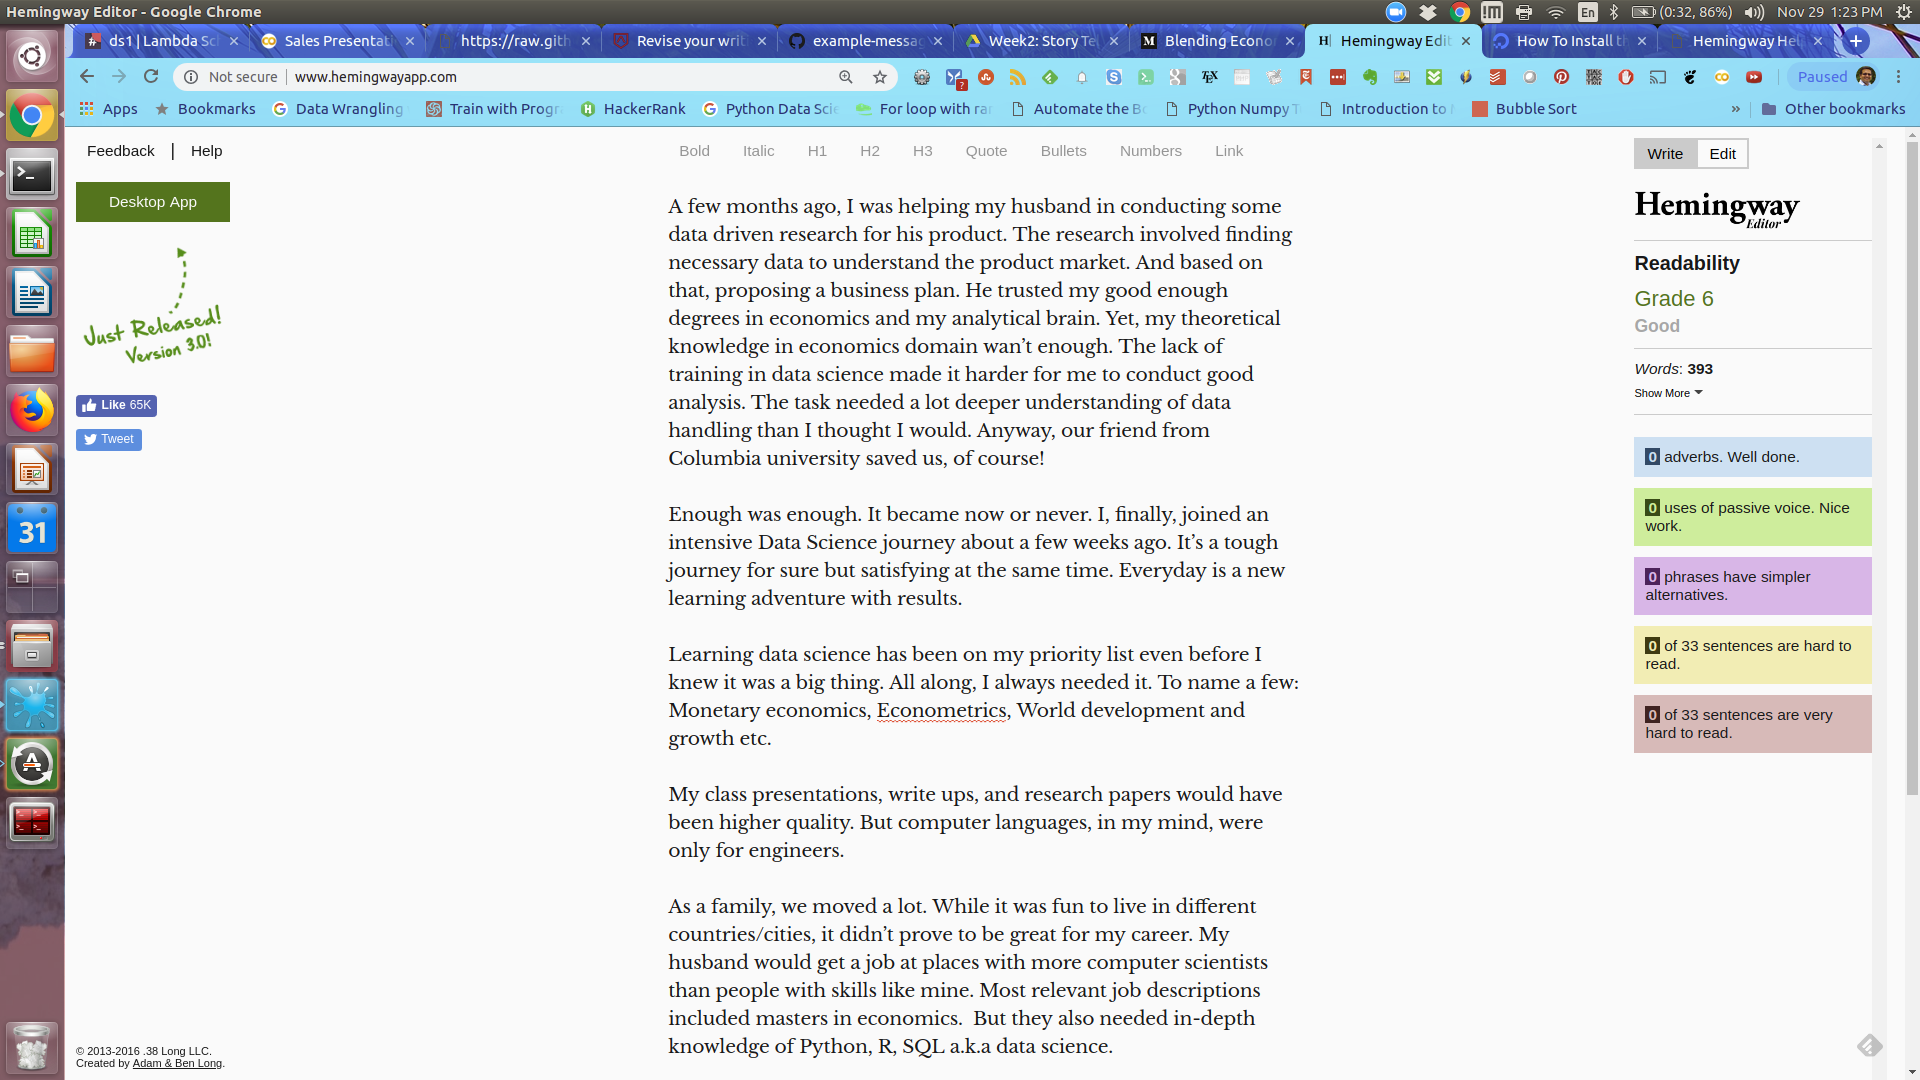 Hemingway Editor - Google Chrome
En
(0:32, 86%)
Nov 29 1:23 PM
ds1 | Lambda Sc
Sales Presentati
https://raw.gith
Revise your writ
example-messag
Week2: Story Te
Blending Econo
Hemingway Edit
How To Install t
Hemingway Hel
Not secure | www.hemingwayapp.com
Paused
Apps
Bookmarks
Data Wrangling
Train with Progr
HackerRank
Python Data Scie
For loop with ra
Automate the B
Python Numpy T
Introduction to
Bubble Sort
»
Other bookmarks
Feedback | Help
Bold
Italic
H1
H2
H3
Quote
Bullets
Numbers
Link
Write
Edit
Desktop App
Just Released!
Version 3.0!
Like 65K
Tweet
31
A few months ago, I was helping my husband in conducting some
data driven research for his product. The research involved finding
necessary data to understand the product market. And based on
that, proposing a business plan. He trusted my good enough
degrees in economics and my analytical brain. Yet, my theoretical
knowledge in economics domain wan’t enough. The lack of
training in data science made it harder for me to conduct good
analysis. The task needed a lot deeper understanding of data
handling than I thought I would. Anyway, our friend from
Columbia university saved us, of course!
Enough was enough. It became now or never. I, finally, joined an
intensive Data Science journey about a few weeks ago. It’s a tough
journey for sure but satisfying at the same time. Everyday is a new
learning adventure with results.
Learning data science has been on my priority list even before I
knew it was a big thing. All along, I always needed it. To name a few:
Monetary economics, Econometrics, World development and
growth etc.
My class presentations, write ups, and research papers would have
been higher quality. But computer languages, in my mind, were
only for engineers.
As a family, we moved a lot. While it was fun to live in different
countries/cities, it didn’t prove to be great for my career. My
husband would get a job at places with more computer scientists
than people with skills like mine. Most relevant job descriptions
included masters in economics.  But they also needed in-depth
knowledge of Python, R, SQL a.k.a data science.
Hemingway
Editor
Readability
Grade 6
Good
Words: 393
Show More
0 adverbs. Well done.
0 uses of passive voice. Nice
work.
0 phrases have simpler
alternatives.
0 of 33 sentences are hard to
read.
0 of 33 sentences are very
hard to read.
© 2013-2016 .38 Long LLC.
Created by Adam & Ben Long.